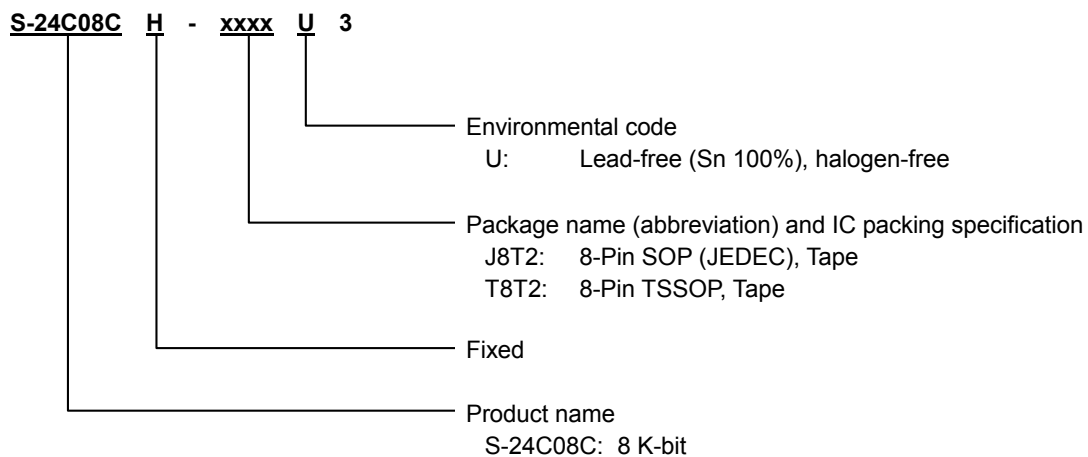 S-24C08C H - xxxx U 3
Environmental code
U: Lead-free (Sn 100%), halogen-free
Package name (abbreviation) and IC packing specification
J8T2: 8-Pin SOP (JEDEC), Tape
T8T2: 8-Pin TSSOP, Tape
Fixed
Product name
S-24C08C: 8 K-bit